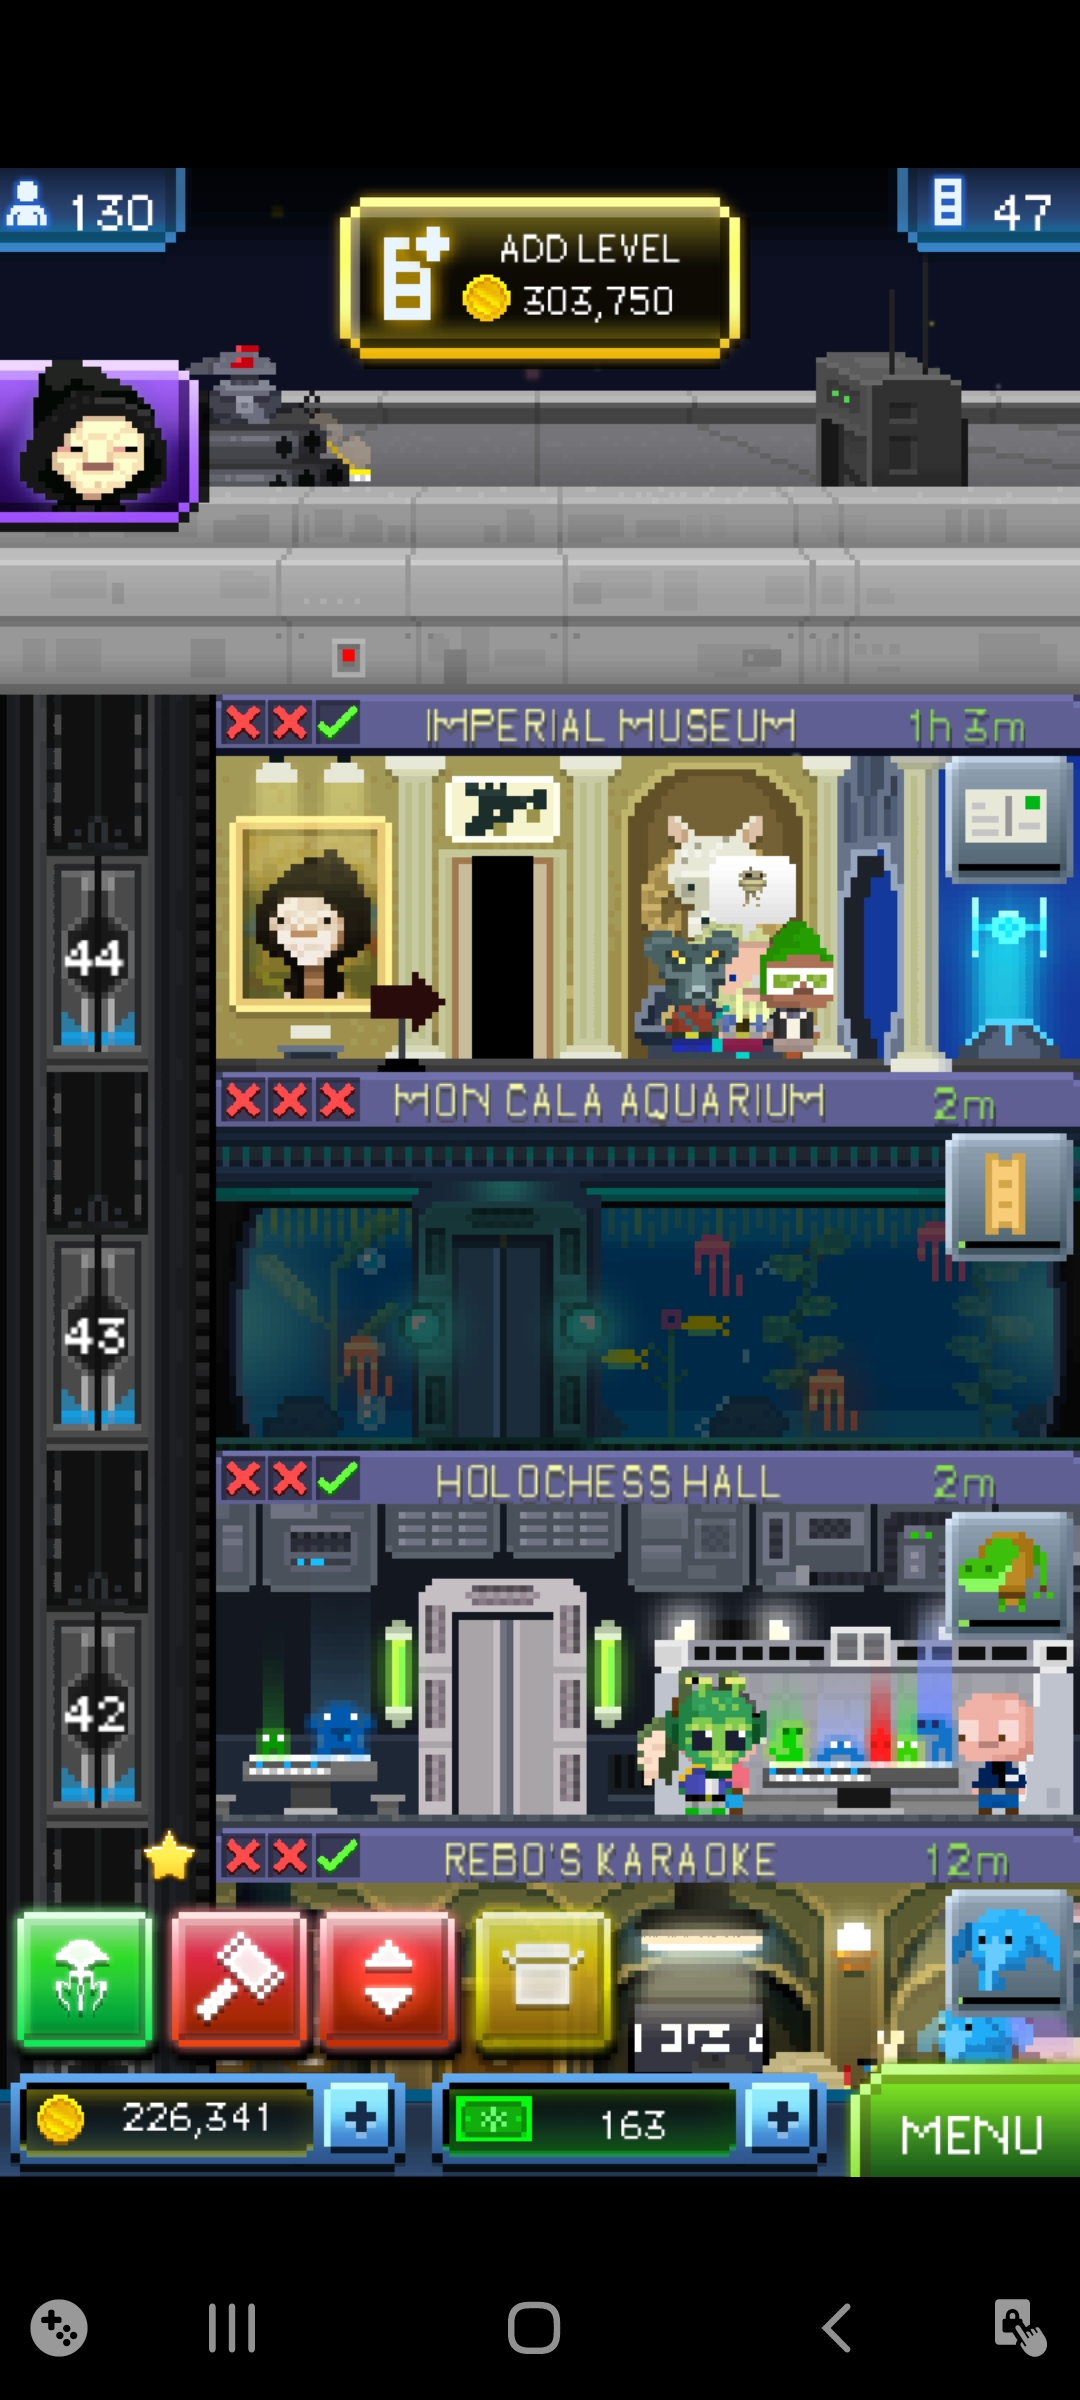 130
ADD LEVEL
303,750
47
IMPERIAL MUSEUM 1h 3m
44
MON CALA AQUARIUM 2m
43
HOLOCHESS HALL 2m
42
REBO'S KARAOKE 12m
226,341
163
MENU